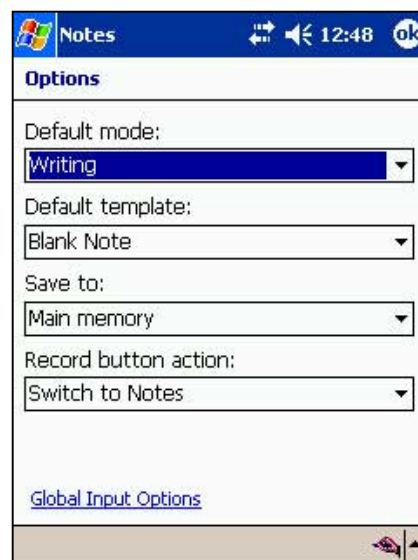 Notes 12:48 ok
Options
Default mode:
Writing
Default template:
Blank Note
Save to:
Main memory
Record button action:
Switch to Notes
Global Input Options